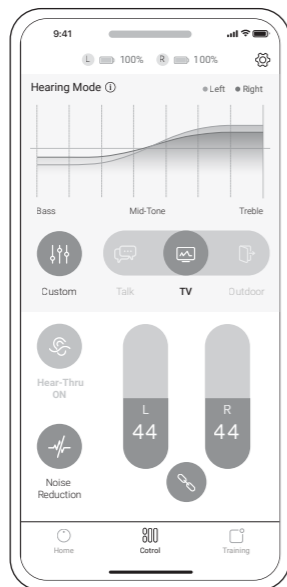 9:41
L 100% R 100%
Hearing Mode
Left Right
Bass Mid-Tone Treble
Custom Talk TV Outdoor
Hear-Thru
ON
L R
44 44
Noise
Reduction
Home Cotrol Training